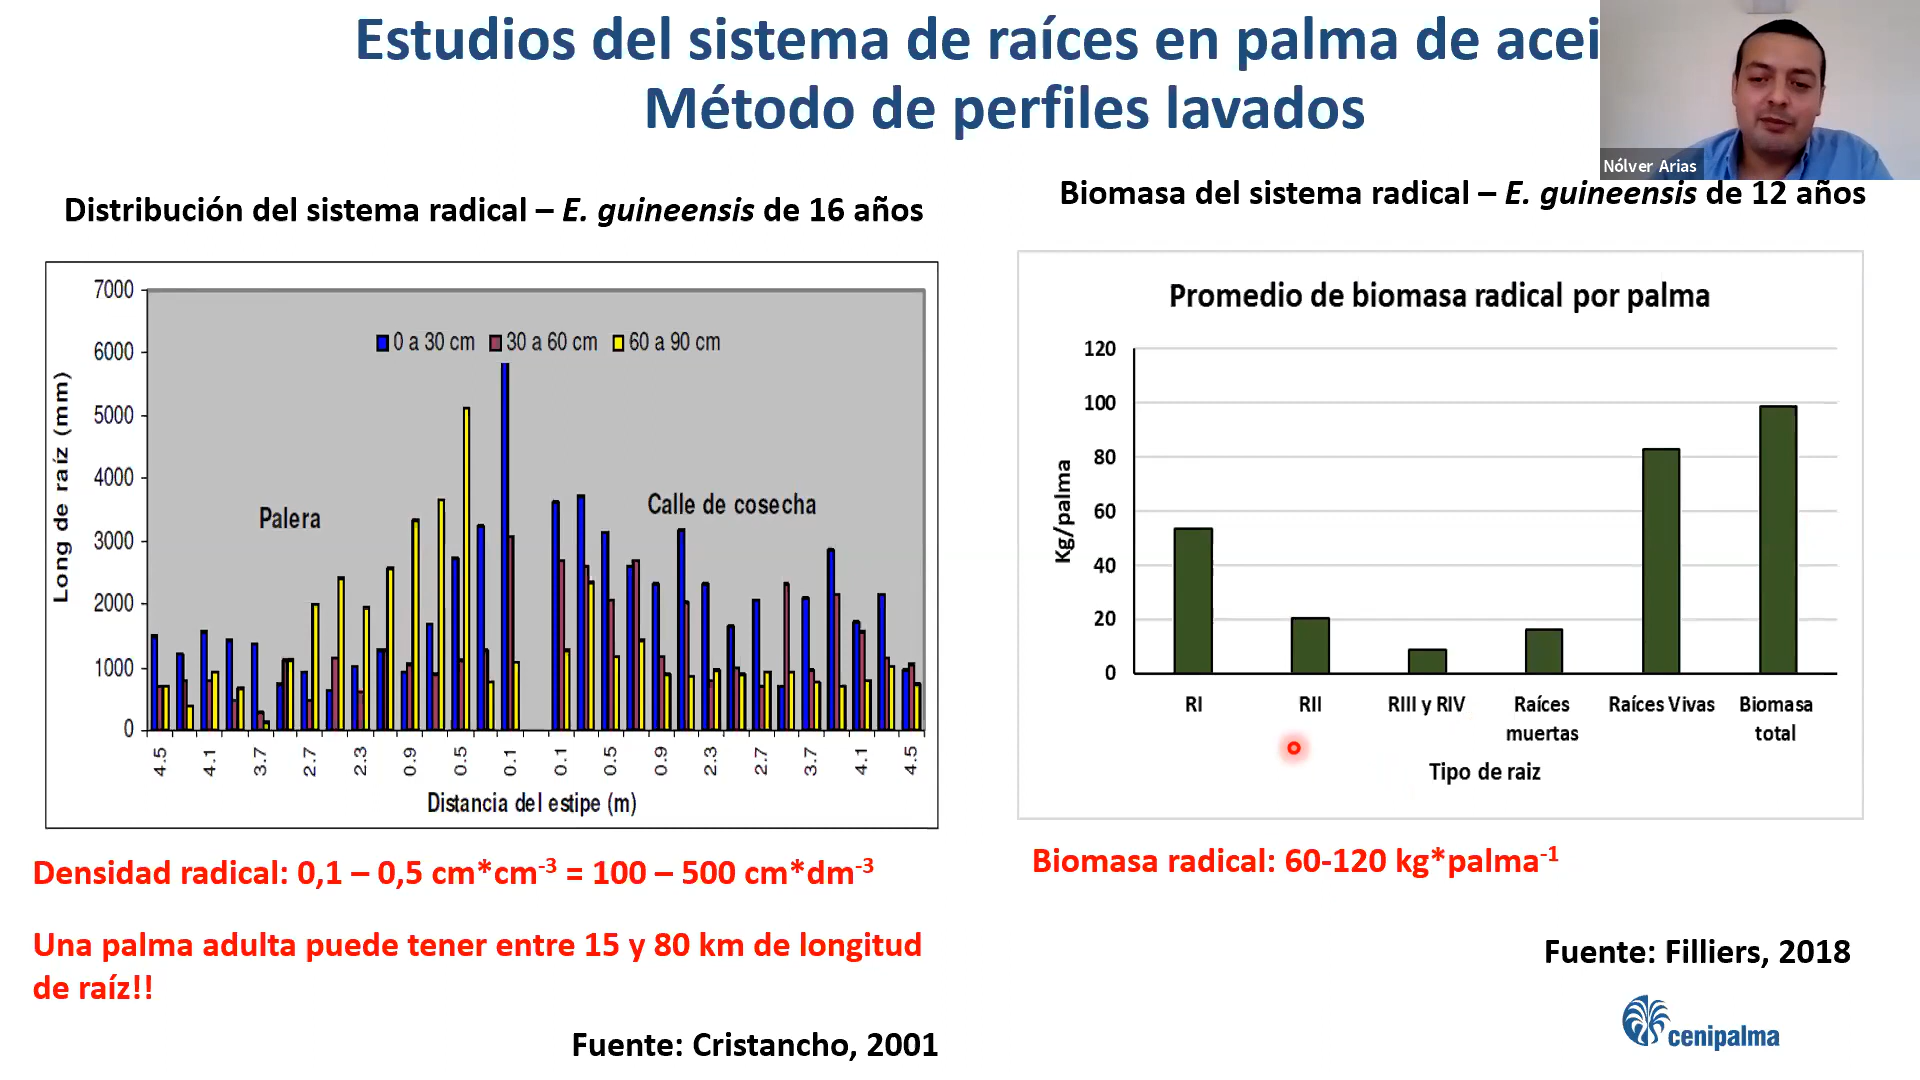 Estudios del sistema de raíces en palma de acei
Método de perfiles lavados
Nólver Arias
Distribución del sistema radical – E. guineensis de 16 años
7000
6000
5000
4000
3000
2000
1000
0
Long de raíz (mm)
0 a 30 cm 30 a 60 cm 60 a 90 cm
Palera
Calle de cosecha
4.5 4.1 3.7 2.7 2.3 0.9 0.5 0.1 0.1 0.5 0.9 2.3 2.7 3.7 4.1 4.5
Distancia del estipe (m)
Densidad radical: 0,1 – 0,5 cm*cm-3 = 100 – 500 cm*dm-3
Una palma adulta puede tener entre 15 y 80 km de longitud
de raíz!!
Fuente: Cristancho, 2001
Biomasa del sistema radical – E. guineensis de 12 años
Promedio de biomasa radical por palma
120
100
80
60
40
20
0
Kg/palma
RI RII RIII y RIV Raíces Raíces Vivas Biomasa
muertas total
Tipo de raiz
Biomasa radical: 60-120 kg*palma-1
Fuente: Filliers, 2018
cenipalma